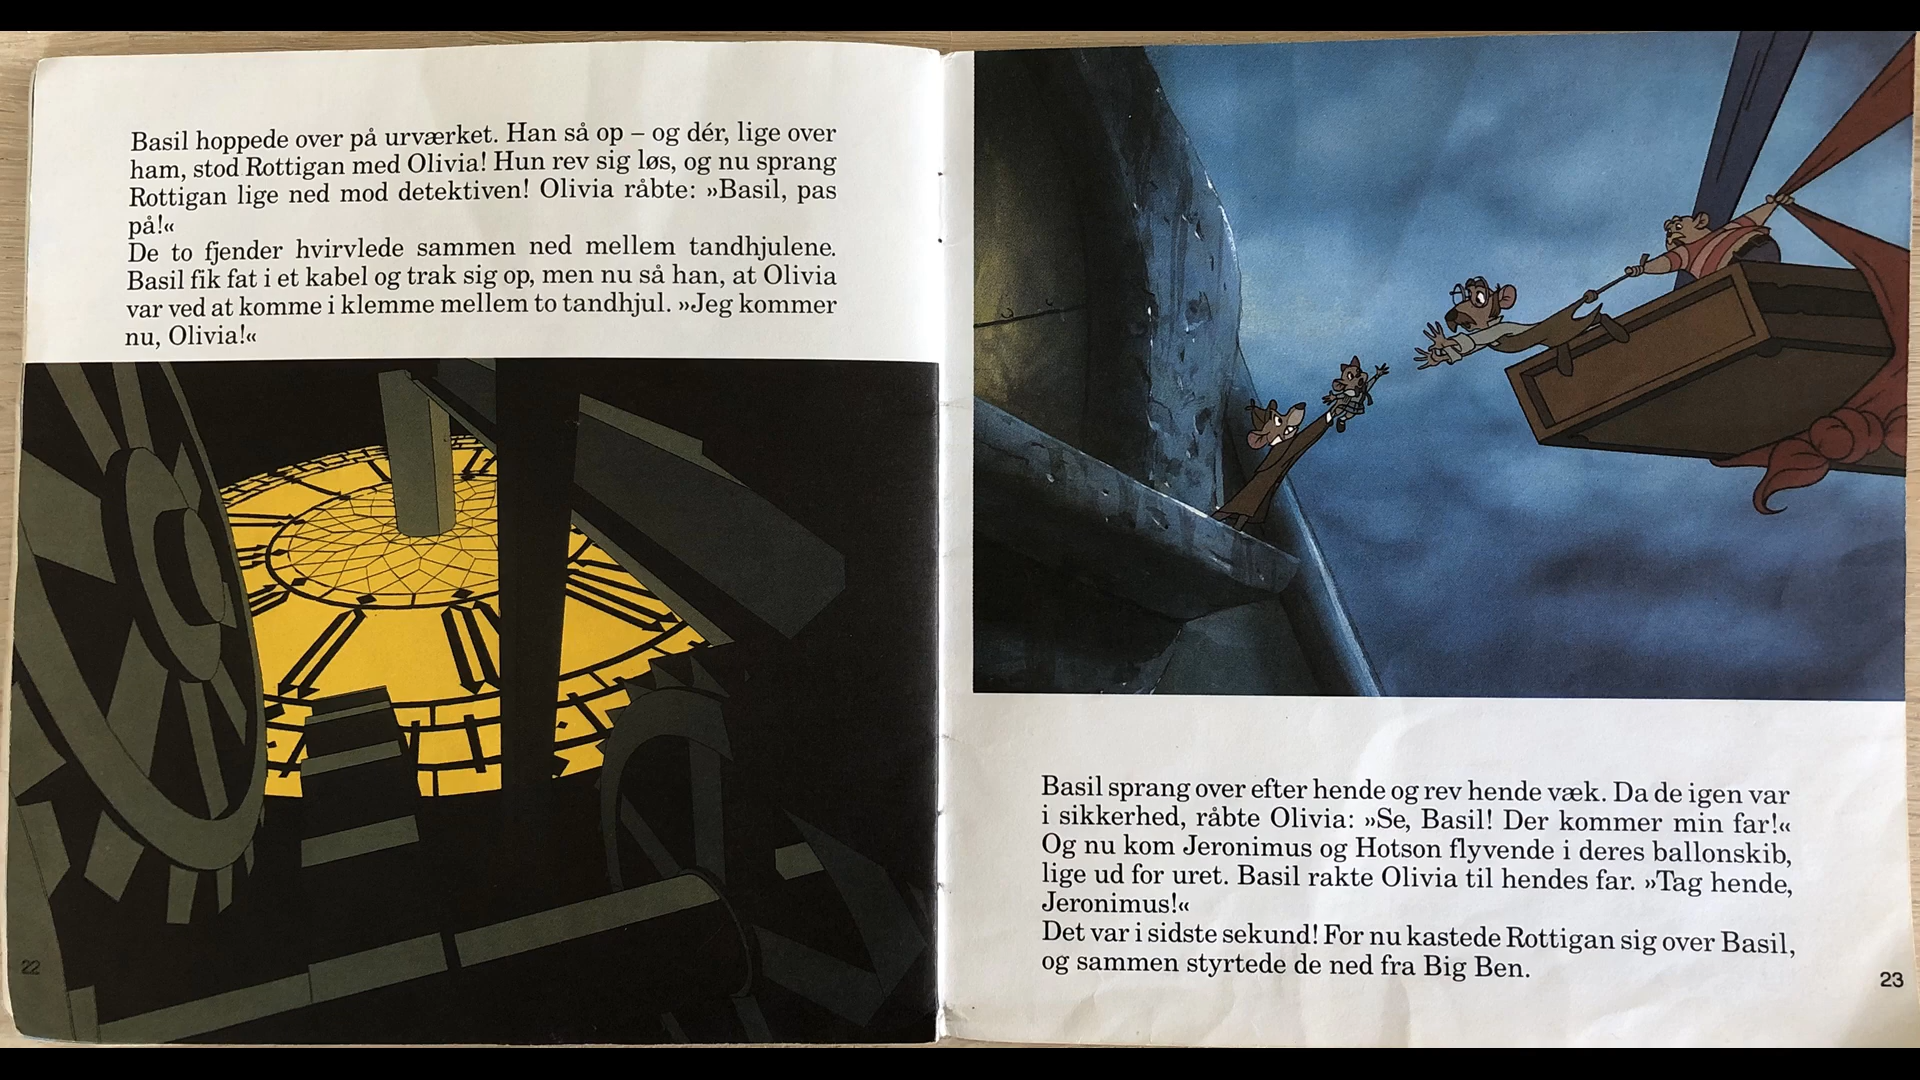 Basil hoppede over på urværket. Han så op – og dér, lige over
ham, stod Rottigan med Olivia! Hun rev sig løs, og nu sprang
Rottigan lige ned mod detektiven! Olivia råbte: »Basil, pas
på!«
De to fjender hvirvlede sammen ned mellem tandhjulene.
Basil fik fat i et kabel og trak sig op, men nu så han, at Olivia
var ved at komme i klemme mellem to tandhjul. »Jeg kommer
nu, Olivia!«
22
Basil sprang over efter hende og rev hende væk. Da de igen var
i sikkerhed, råbte Olivia: »Se, Basil! Der kommer min far!«
Og nu kom Jeronimus og Hotson flyvende i deres ballonskib,
lige ud for uret. Basil rakte Olivia til hendes far. »Tag hende,
Jeronimus!«
Det var i sidste sekund! For nu kastede Rottigan sig over Basil,
og sammen styrtede de ned fra Big Ben.
23